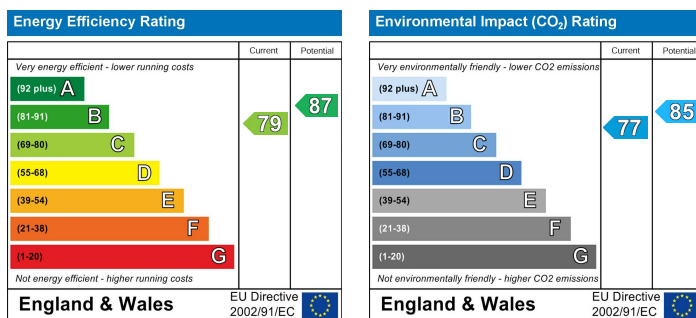 Energy Efficiency Rating
Current Potential
Very energy efficient - lower running costs
(92 plus) A
(81-91) B
(69-80) C
(55-68) D
(39-54) E
(21-38) F
(1-20) G
79
87
Not energy efficient - higher running costs
England & Wales
EU Directive
2002/91/EC
Environmental Impact (CO₂) Rating
Current Potential
Very environmentally friendly - lower CO2 emissions
(92 plus) A
(81-91) B
(69-80) C
(55-68) D
(39-54) E
(21-38) F
(1-20) G
77
85
Not environmentally friendly - higher CO2 emissions
England & Wales
EU Directive
2002/91/EC